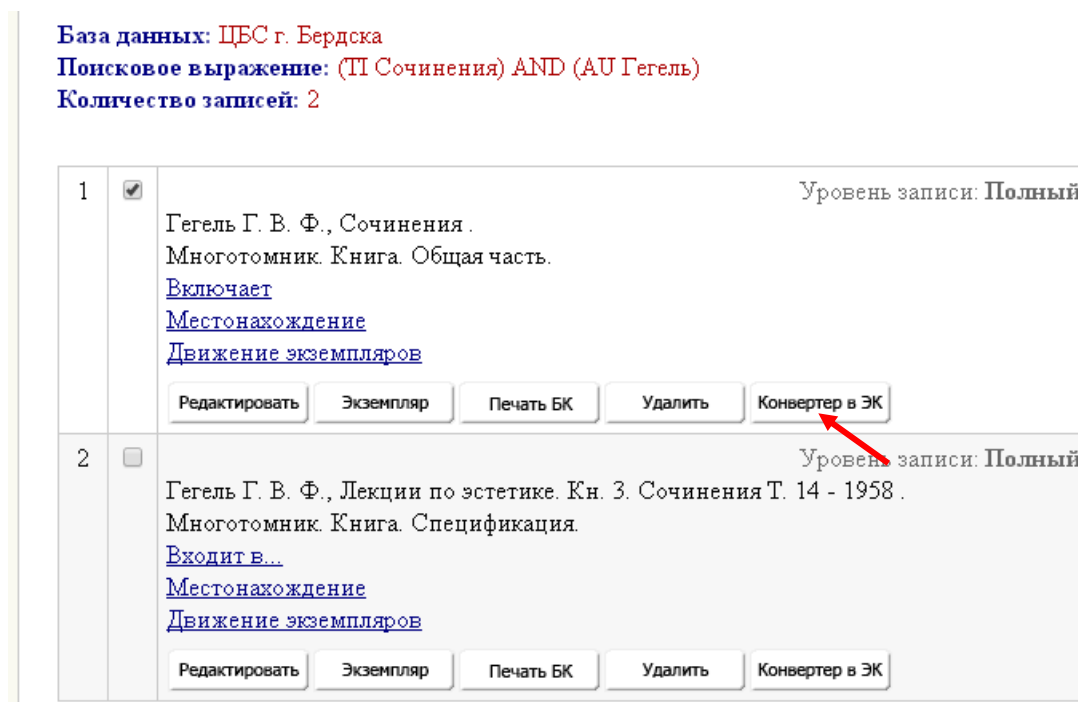 База данных: ЦБС г. Бердска
Поисковое выражение: (TI Сочинения) AND (AU Гегель)
Количество записей: 2
1 Уровень записи: Полный
Гегель Г. В. Ф., Сочинения .
Многотомник. Книга. Общая часть.
Включает
Местонахождение
Движение экземпляров
Редактировать Экземпляр Печать БК Удалить Конвертер в ЭК
2 Уровень записи: Полный
Гегель Г. В. Ф., Лекции по эстетике. Кн. 3. Сочинения Т. 14 - 1958 .
Многотомник. Книга. Спецификация.
Входит в...
Местонахождение
Движение экземпляров
Редактировать Экземпляр Печать БК Удалить Конвертер в ЭК